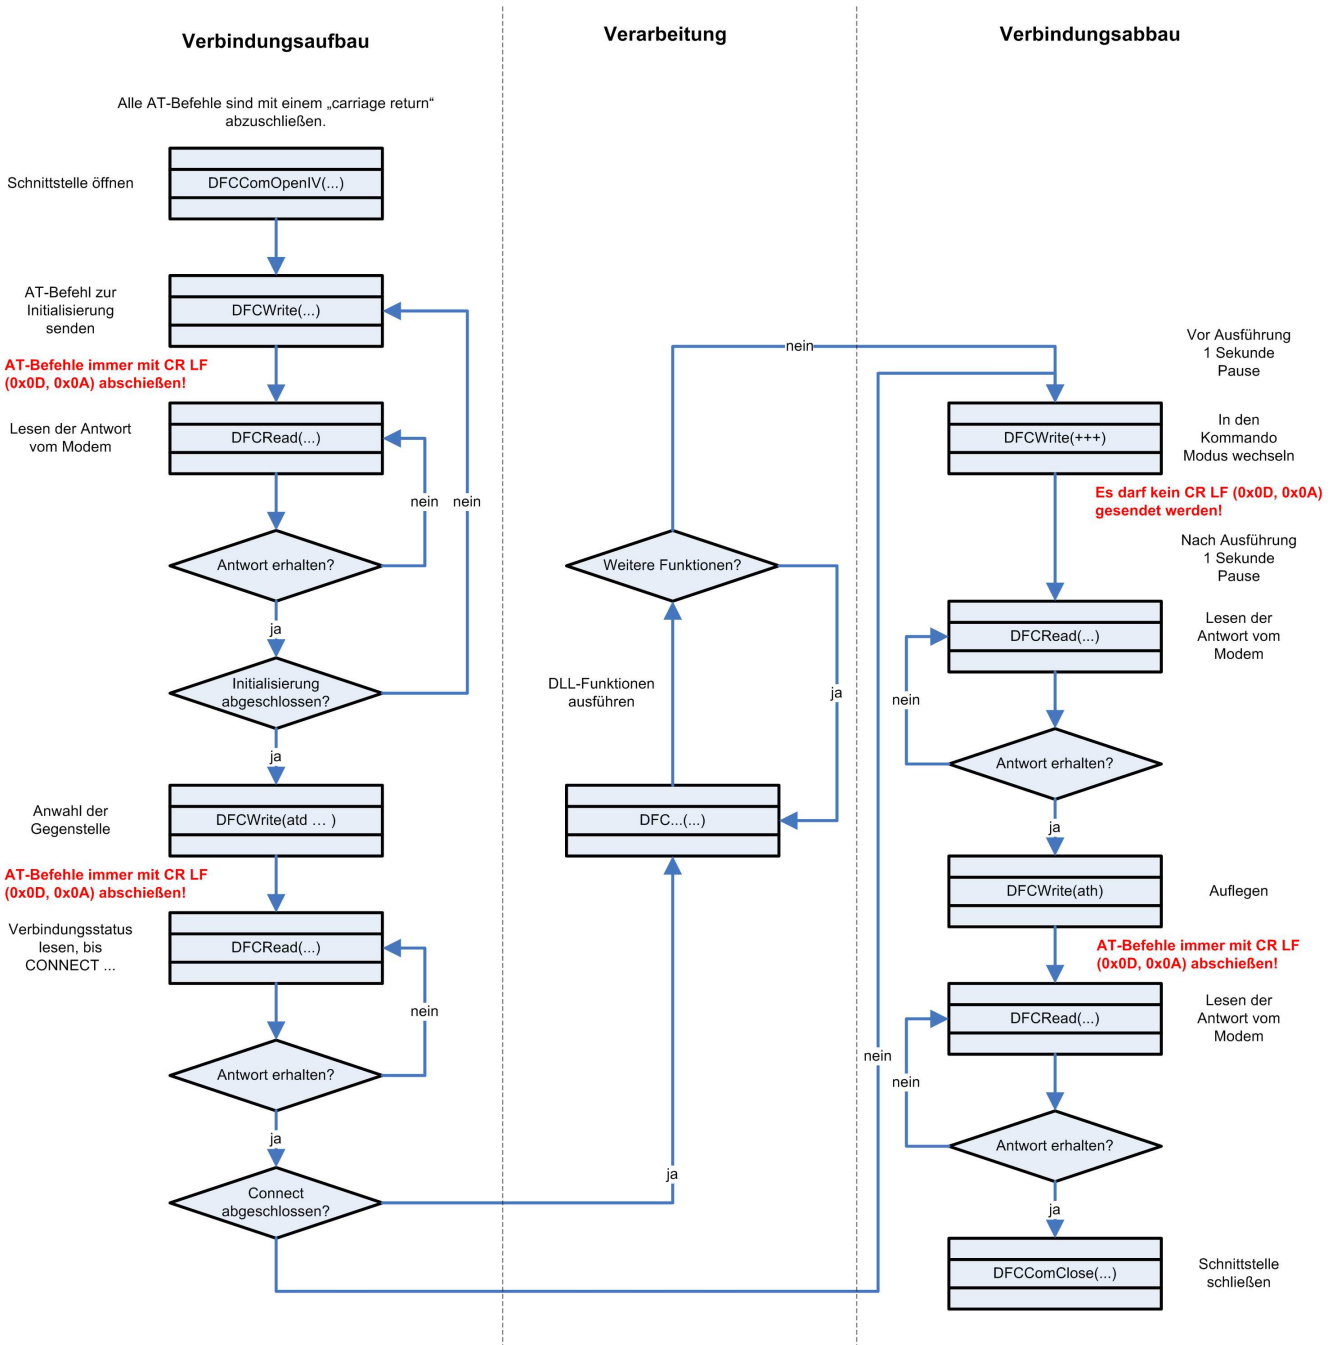 Verbindungsaufbau
Alle AT-Befehle sind mit einem „carriage return“
abzuschließen.
Schnittstelle öffnen
DFCComOpenIV(...)
AT-Befehl zur
Initialisierung
senden
DFCWrite(...)
AT-Befehle immer mit CR LF
(0x0D, 0x0A) abschießen!
Lesen der Antwort
vom Modem
DFCRead(...)
nein
nein
Antwort erhalten?
ja
Initialisierung
abgeschlossen?
ja
Anwahl der
Gegenstelle
DFCWrite(atd ... )
AT-Befehle immer mit CR LF
(0x0D, 0x0A) abschießen!
Verbindungsstatus
lesen, bis
CONNECT ...
DFCRead(...)
nein
Antwort erhalten?
ja
Connect
abgeschlossen?
Verarbeitung
nein
Weitere Funktionen?
DLL-Funktionen
ausführen
ja
DFC...(...)
ja
Verbindungsabbau
Vor Ausführung
1 Sekunde
Pause
DFCWrite(+++)
In den
Kommando
Modus wechseln
Es darf kein CR LF (0x0D, 0x0A)
gesendet werden!
Nach Ausführung
1 Sekunde
Pause
DFCRead(...)
Lesen der
Antwort vom
Modem
nein
Antwort erhalten?
ja
DFCWrite(ath)
Auflegen
AT-Befehle immer mit CR LF
(0x0D, 0x0A) abschießen!
DFCRead(...)
Lesen der
Antwort vom
Modem
nein
nein
Antwort erhalten?
ja
DFCComClose(...)
Schnittstelle
schließen